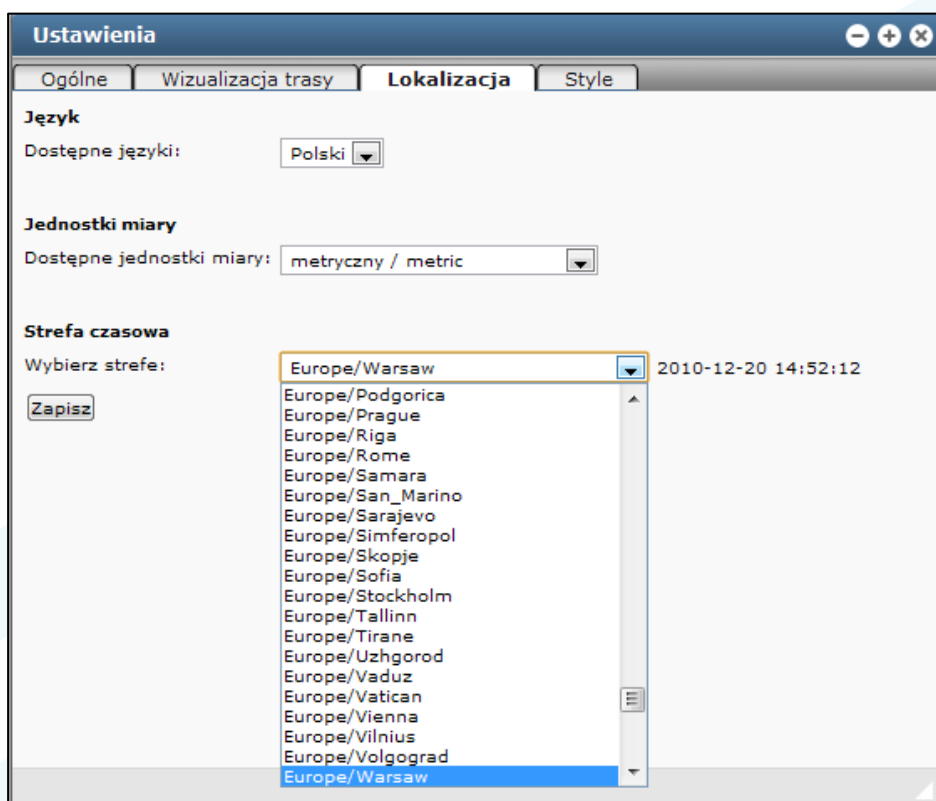 Ustawienia
Ogólne Wizualizacja trasy Lokalizacja Style
Język
Dostępne języki: Polski
Jednostki miary
Dostępne jednostki miary: metryczny / metric
Strefa czasowa
Wybierz strefe: Europe/Warsaw 2010-12-20 14:52:12
Zapisz
Europe/Podgorica
Europe/Prague
Europe/Riga
Europe/Rome
Europe/Samara
Europe/San_Marino
Europe/Sarajevo
Europe/Simferopol
Europe/Skopje
Europe/Sofia
Europe/Stockholm
Europe/Tallinn
Europe/Tirane
Europe/Uzhgorod
Europe/Vaduz
Europe/Vatican
Europe/Vienna
Europe/Vilnius
Europe/Volgograd
Europe/Warsaw